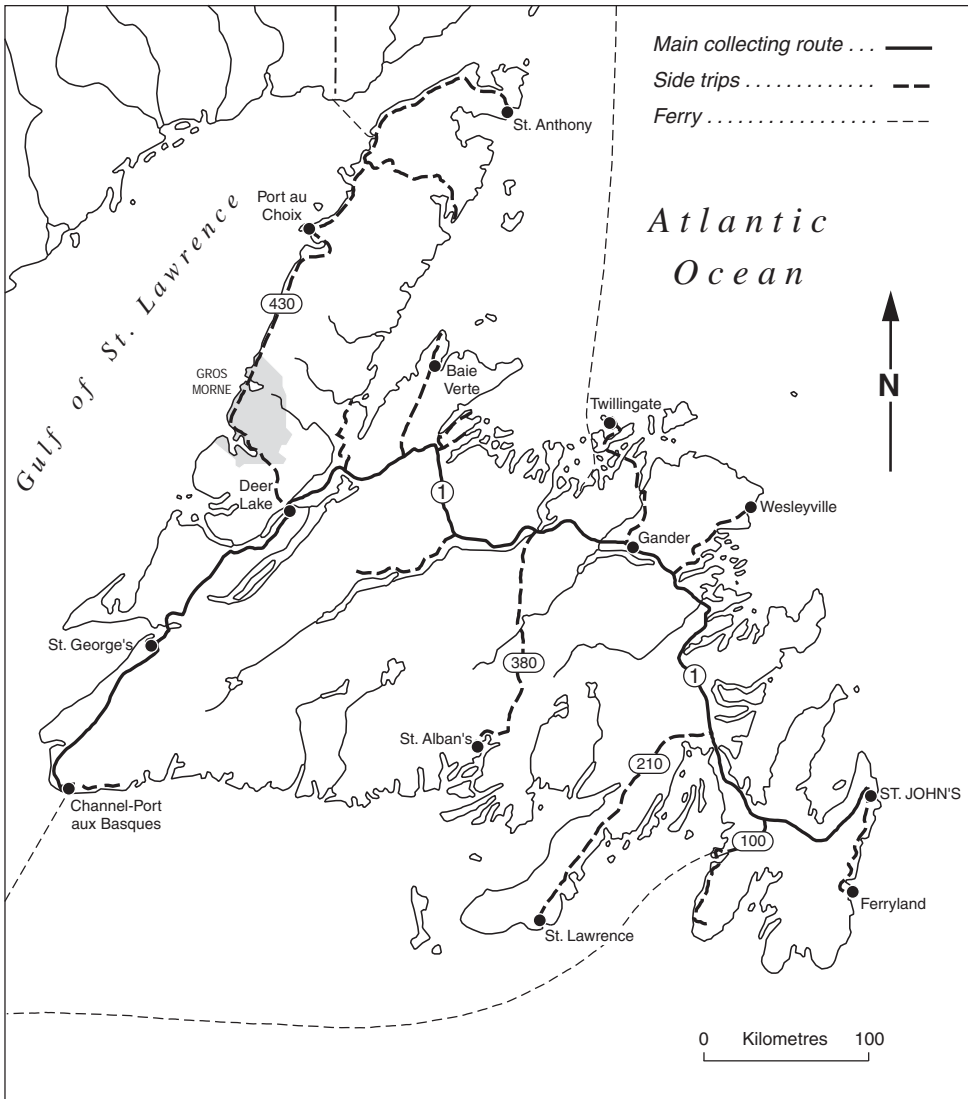 Main collecting route . . .
Side trips . . . . . . . . . . . . .
Ferry . . . . . . . . . . . . . . . .
St. Anthony
Port au
Choix
Gulf of St. Lawrence
Atlantic
Ocean
430
N
GROS
MORNE
Baie
Verte
Twillingate
Deer
Lake
1
Wesleyville
Gander
St. George's
380
1
St. Alban's
210
Channel-Port
aux Basques
ST. JOHN'S
100
Ferryland
St. Lawrence
0 Kilometres 100